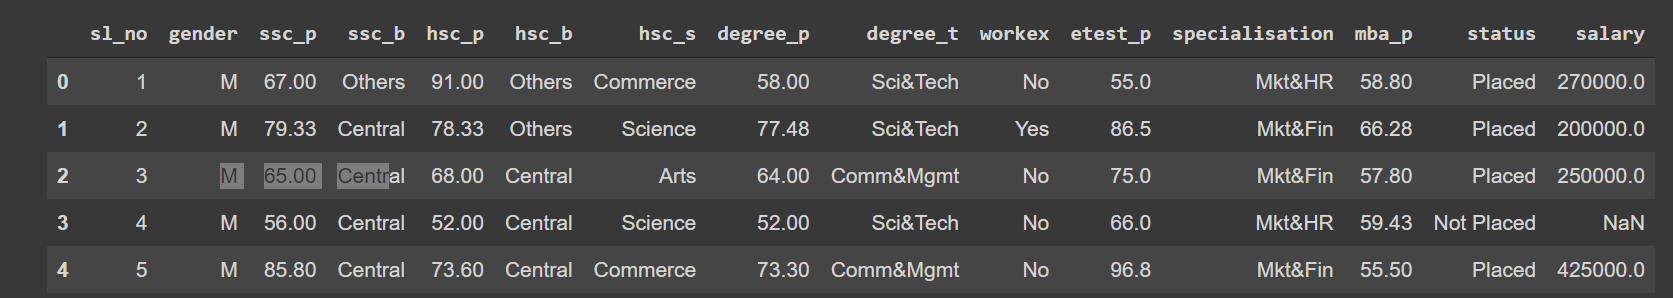 sl_no gender ssc_p ssc_b hsc_p hsc_b hsc_s degree_p degree_t workex etest_p specialisation mba_p status salary
0 1 M 67.00 Others 91.00 Others Commerce 58.00 Sci&Tech No 55.0 Mkt&HR 58.80 Placed 270000.0
1 2 M 79.33 Central 78.33 Others Science 77.48 Sci&Tech Yes 86.5 Mkt&Fin 66.28 Placed 200000.0
2 3 M 65.00 Central 68.00 Central Arts 64.00 Comm&Mgmt No 75.0 Mkt&Fin 57.80 Placed 250000.0
3 4 M 56.00 Central 52.00 Central Science 52.00 Sci&Tech No 66.0 Mkt&HR 59.43 Not Placed NaN
4 5 M 85.80 Central 73.60 Central Commerce 73.30 Comm&Mgmt No 96.8 Mkt&Fin 55.50 Placed 425000.0